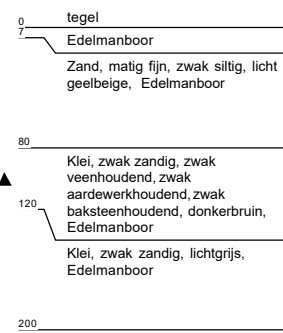 0 tegel
7 Edelmanboor
Zand, matig fijn, zwak siltig, licht
geelbeige, Edelmanboor
80
Klei, zwak zandig, zwak
veenhoudend, zwak
aardewerkhoudend, zwak
120 baksteenhoudend, donkerbruin,
Edelmanboor
Klei, zwak zandig, lichtgrijs,
Edelmanboor
200